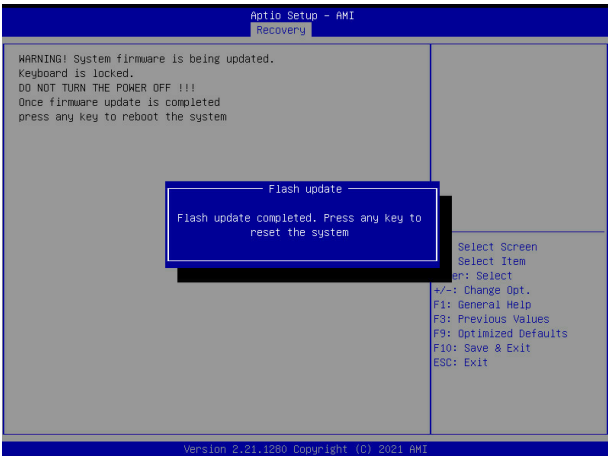 Aptio Setup - AMI
Recovery
WARNING! System firmware is being updated.
Keyboard is locked.
DO NOT TURN THE POWER OFF !!!
Once firmware update is completed
press any key to reboot the system
Flash update
Flash update completed. Press any key to
reset the system
Select Screen
Select Item
er: Select
+/-: Change Opt.
F1: General Help
F3: Previous Values
F9: Optimized Defaults
F10: Save & Exit
ESC: Exit
Version 2.21.1280 Copyright (C) 2021 AMI